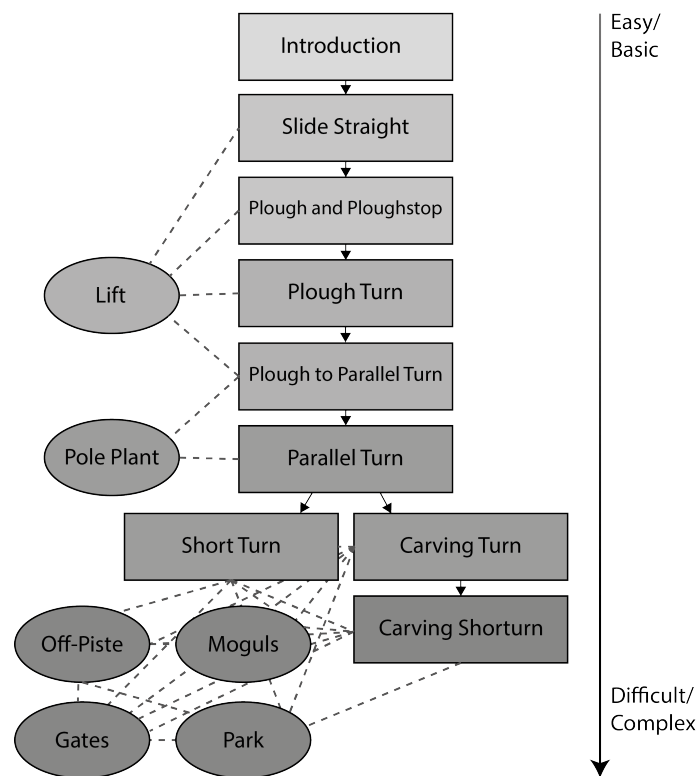 Easy/
Basic
Introduction
Slide Straight
Plough and Ploughstop
Lift
Plough Turn
Plough to Parallel Turn
Pole Plant
Parallel Turn
Short Turn
Carving Turn
Off-Piste
Moguls
Carving Shorturn
Difficult/
Complex
Gates
Park